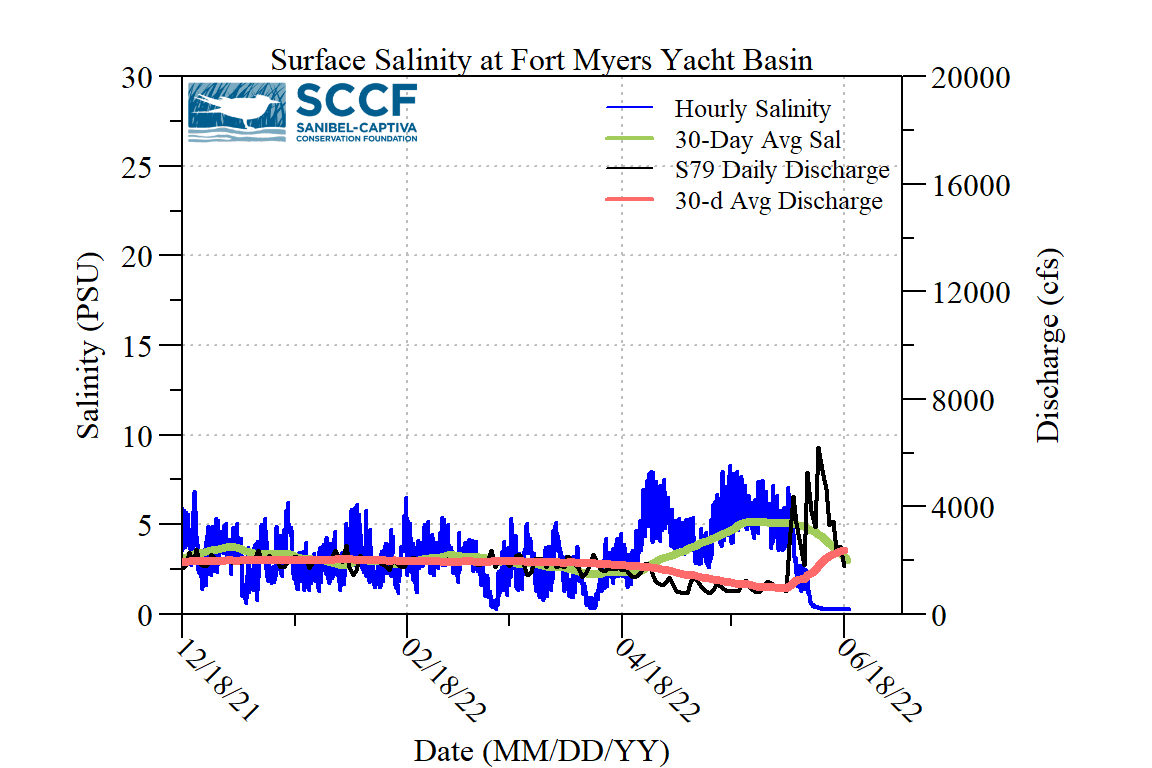 Surface Salinity at Fort Myers Yacht Basin
SCCF
SANIBEL-CAPTIVA
CONSERVATION FOUNDATION
Hourly Salinity
30-Day Avg Sal
S79 Daily Discharge
30-d Avg Discharge
Salinity (PSU)
30
25
20
15
10
5
0
20000
16000
12000
8000
4000
0
Discharge (cfs)
12/18/21
02/18/22
04/18/22
06/18/22
Date (MM/DD/YY)